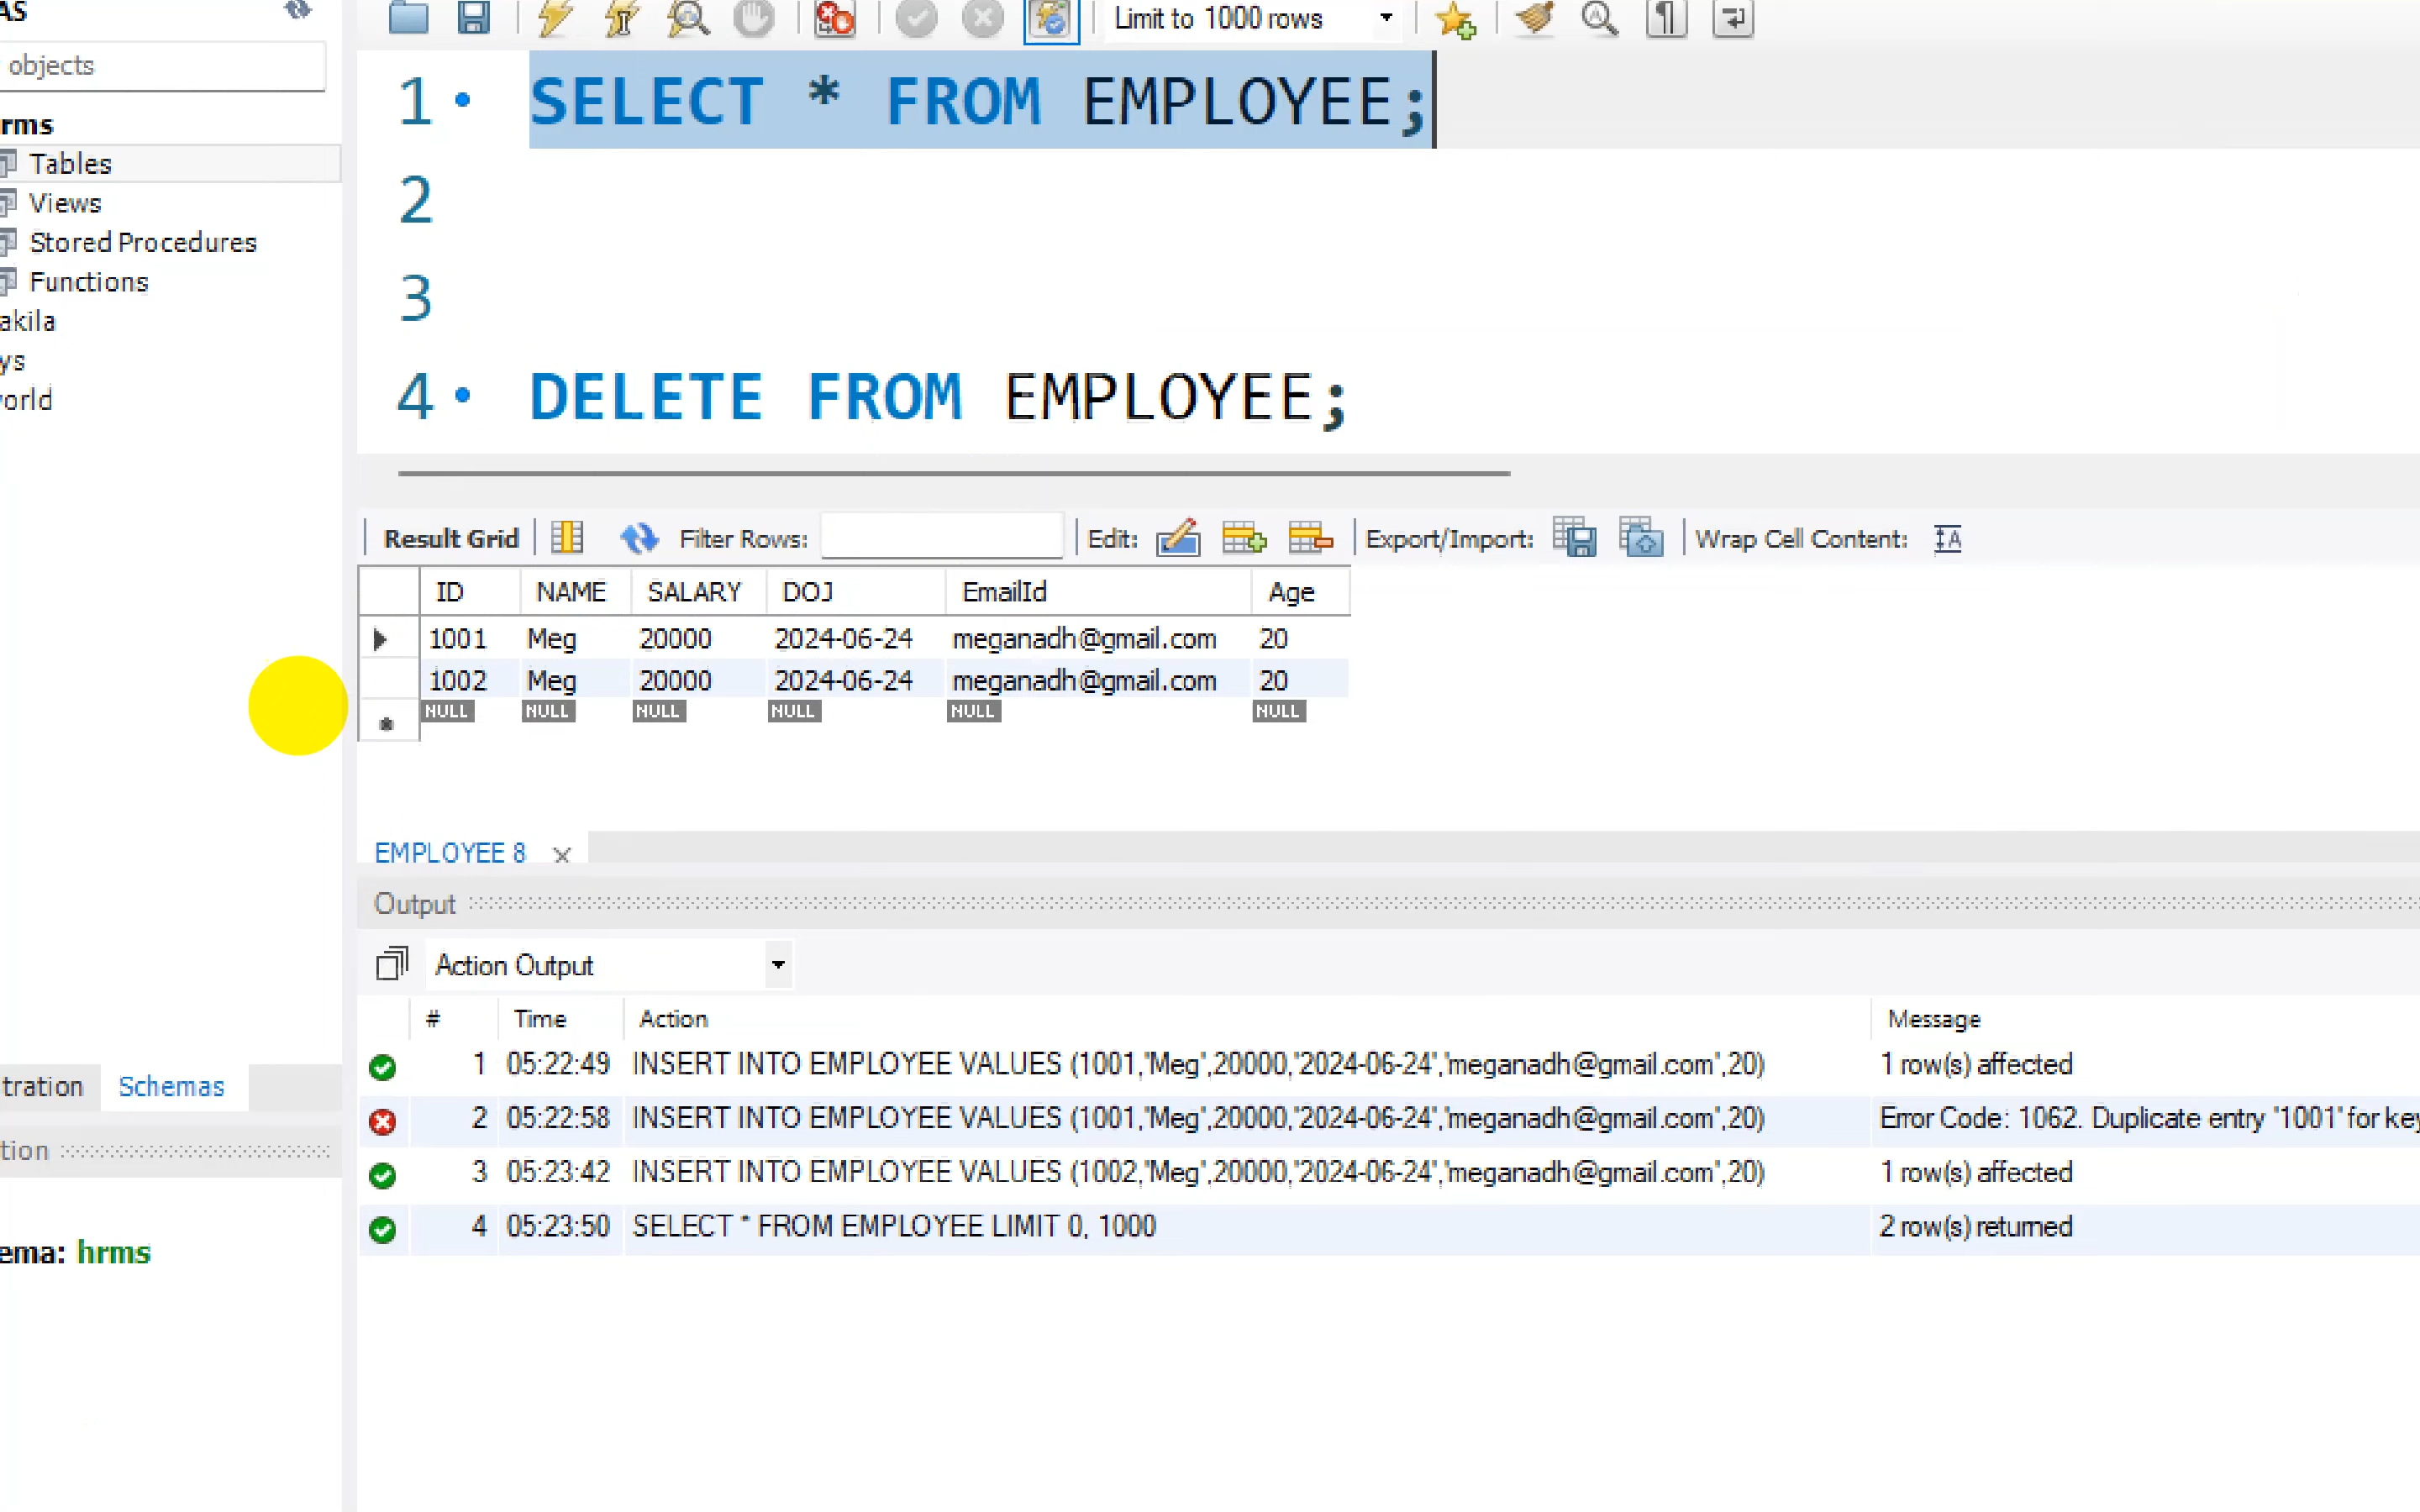 AS
Limit to 1000 rows
objects
1 SELECT * FROM EMPLOYEE;
rms
Tables
Views
Stored Procedures
Functions
akila
ys
orld
2
3
4 DELETE FROM EMPLOYEE;
Result Grid Filter Rows: Edit: Export/Import: Wrap Cell Content:
ID NAME SALARY DOJ EmailId Age
1001 Meg 20000 2024-06-24 meganadh@gmail.com 20
1002 Meg 20000 2024-06-24 meganadh@gmail.com 20
NULL NULL NULL NULL NULL NULL
EMPLOYEE 8
Output
Action Output
# Time Action Message
1 05:22:49 INSERT INTO EMPLOYEE VALUES (1001,'Meg',20000,'2024-06-24','meganadh@gmail.com',20) 1 row(s) affected
2 05:22:58 INSERT INTO EMPLOYEE VALUES (1001,'Meg',20000,'2024-06-24','meganadh@gmail.com',20) Error Code: 1062. Duplicate entry '1001' for key
3 05:23:42 INSERT INTO EMPLOYEE VALUES (1002,'Meg',20000,'2024-06-24','meganadh@gmail.com',20) 1 row(s) affected
4 05:23:50 SELECT * FROM EMPLOYEE LIMIT 0, 1000 2 row(s) returned
tration Schemas
tion
ema: hrms